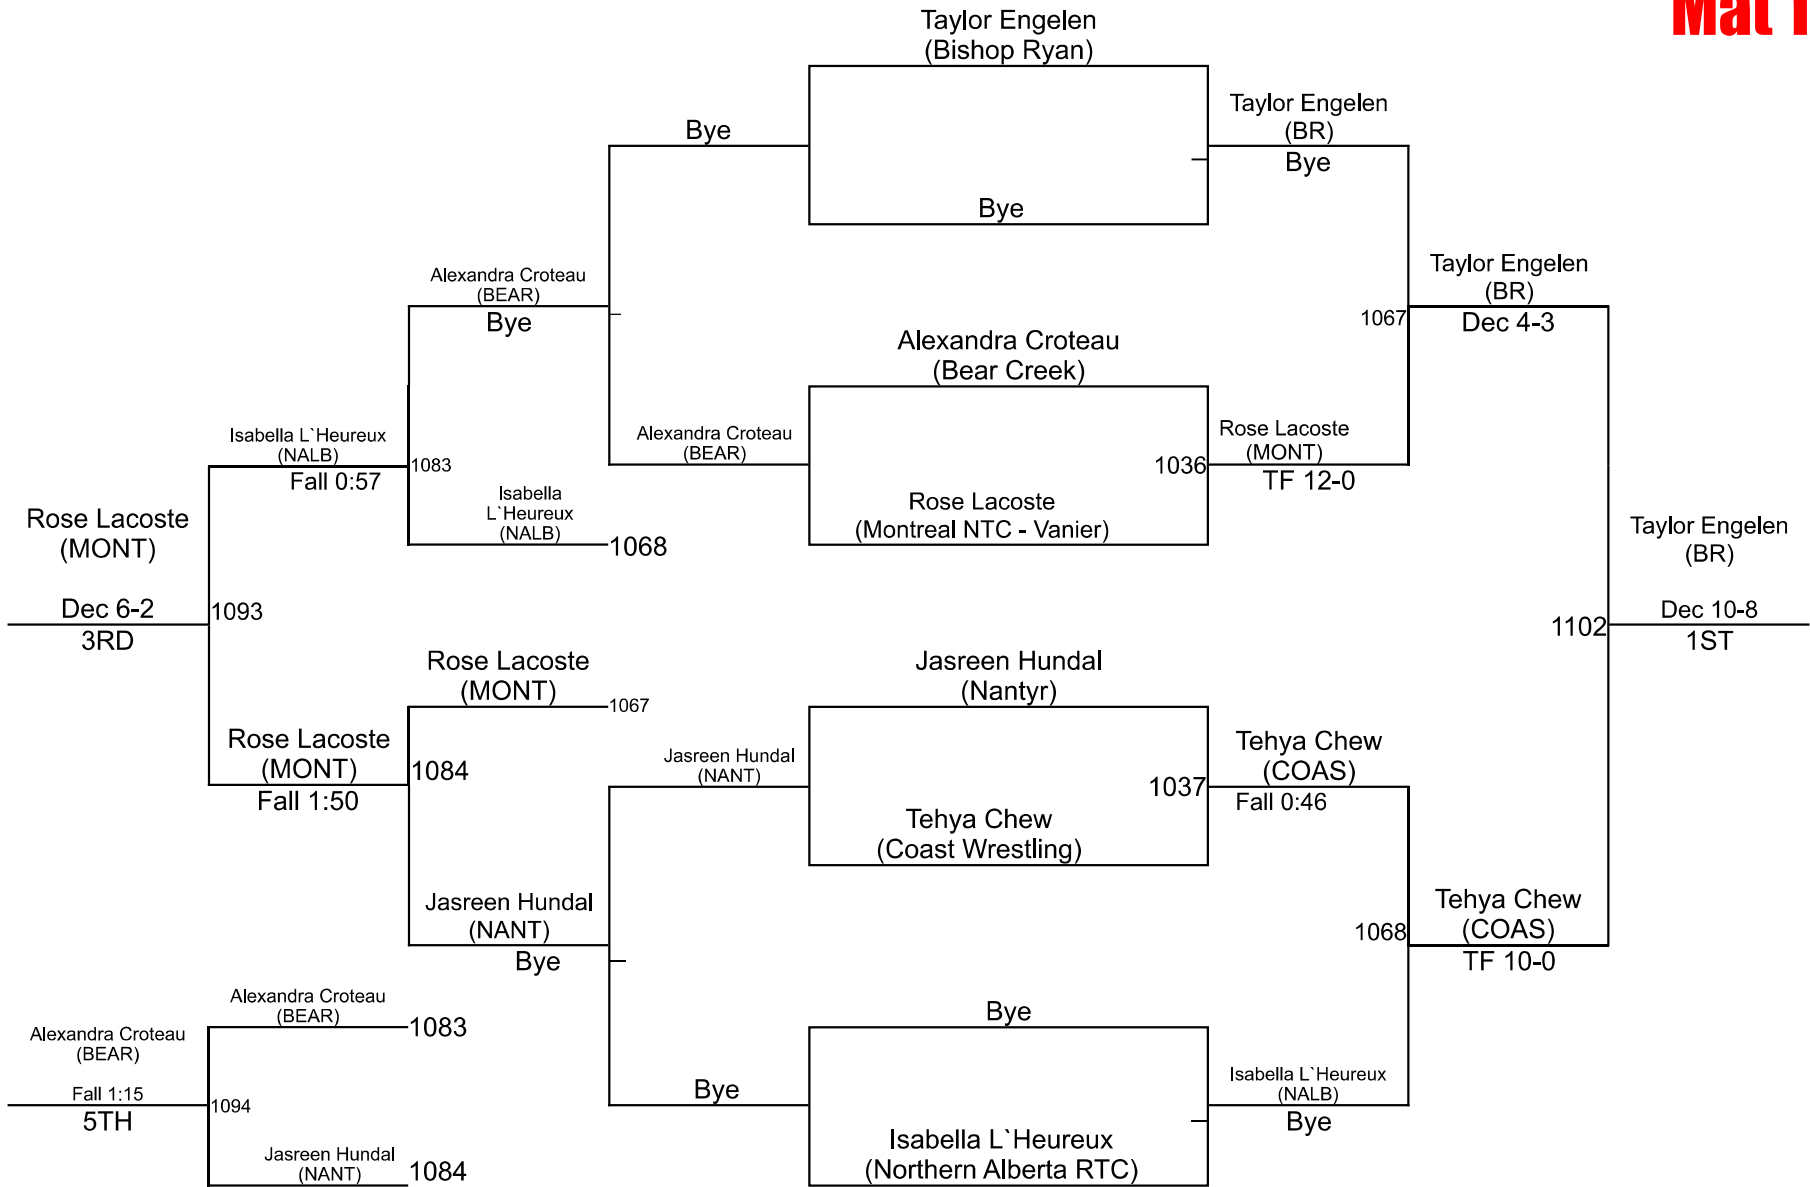 Mat 1
Taylor Engelen
(Bishop Ryan)
Bye
Taylor Engelen
(BR)
Bye
Bye
Alexandra Croteau
(BEAR)
Bye
Taylor Engelen
(BR)
Dec 4-3
1067
Alexandra Croteau
(Bear Creek)
Alexandra Croteau
(BEAR)
1036
Rose Lacoste
(MONT)
TF 12-0
Rose Lacoste
(Montreal NTC - Vanier)
Isabella L`Heureux
(NALB)
Fall 0:57
1083
Isabella
L`Heureux
(NALB)
1068
Rose Lacoste
(MONT)
Dec 6-2
3RD
1093
Taylor Engelen
(BR)
Dec 10-8
1ST
1102
Rose Lacoste
(MONT)
1067
Jasreen Hundal
(Nantyr)
Rose Lacoste
(MONT)
Fall 1:50
1084
Jasreen Hundal
(NANT)
1037
Tehya Chew
(COAS)
Fall 0:46
Tehya Chew
(Coast Wrestling)
Jasreen Hundal
(NANT)
Bye
1068
Tehya Chew
(COAS)
TF 10-0
Alexandra Croteau
(BEAR)
1083
Bye
Alexandra Croteau
(BEAR)
Fall 1:15
5TH
1094
Bye
Isabella L`Heureux
(NALB)
Bye
Jasreen Hundal
(NANT)
1084
Isabella L`Heureux
(Northern Alberta RTC)